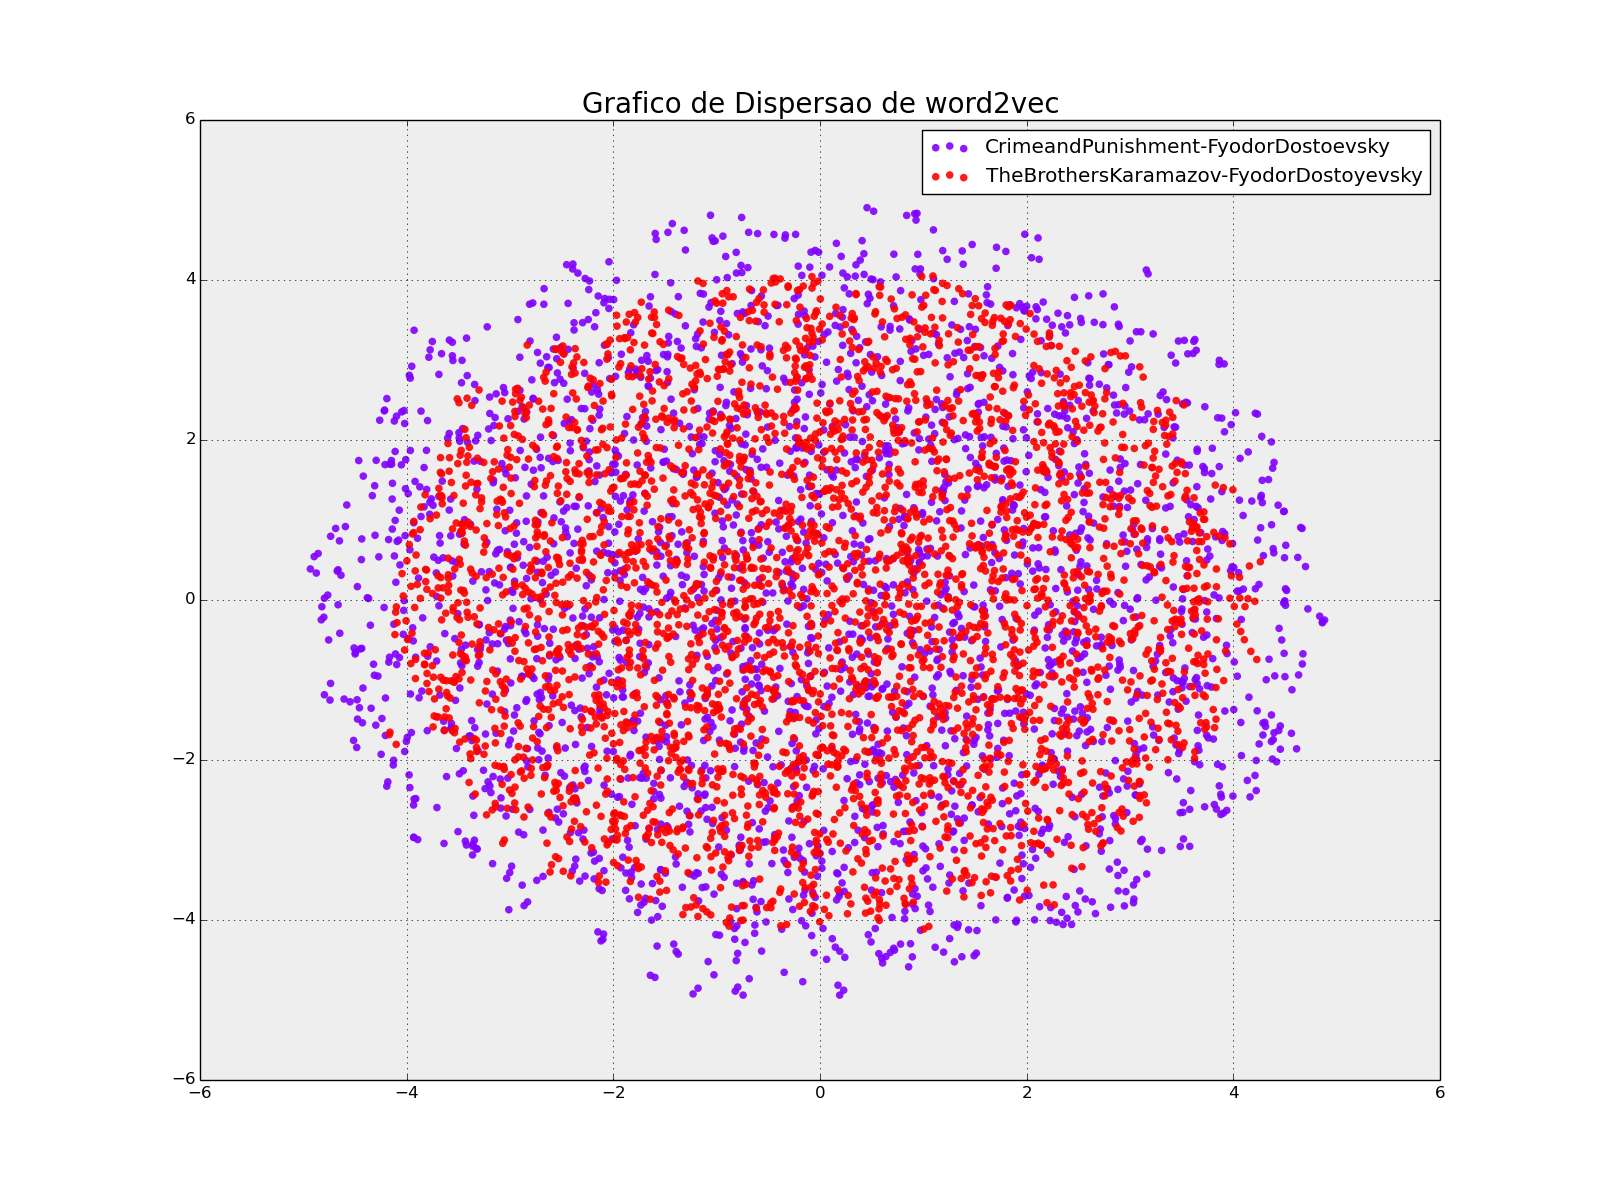 Grafico de Dispersao de word2vec
CrimeandPunishment-FyodorDostoevsky
TheBrothersKaramazov-FyodorDostoyevsky
6
4
2
0
−2
−4
−6
−6 −4 −2 0 2 4 6